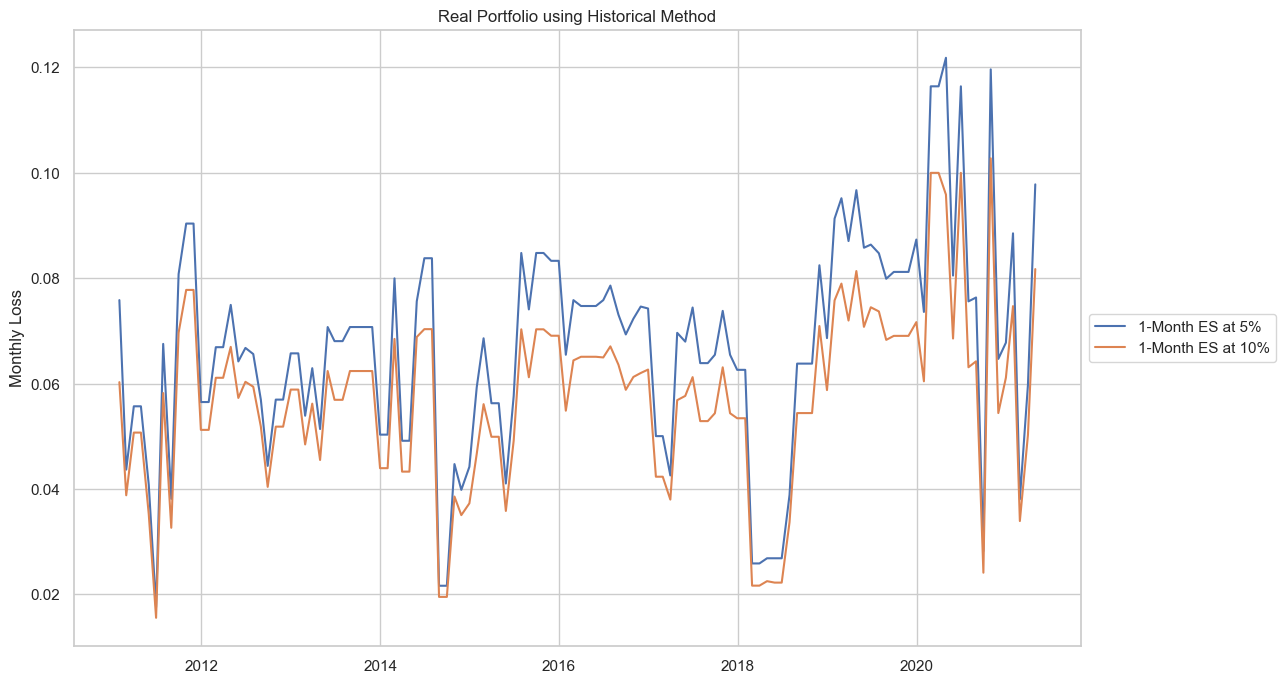 Real Portfolio using Historical Method
Monthly Loss
0.12
0.10
0.08
0.06
0.04
0.02
2012
2014
2016
2018
2020
1-Month ES at 5%
1-Month ES at 10%